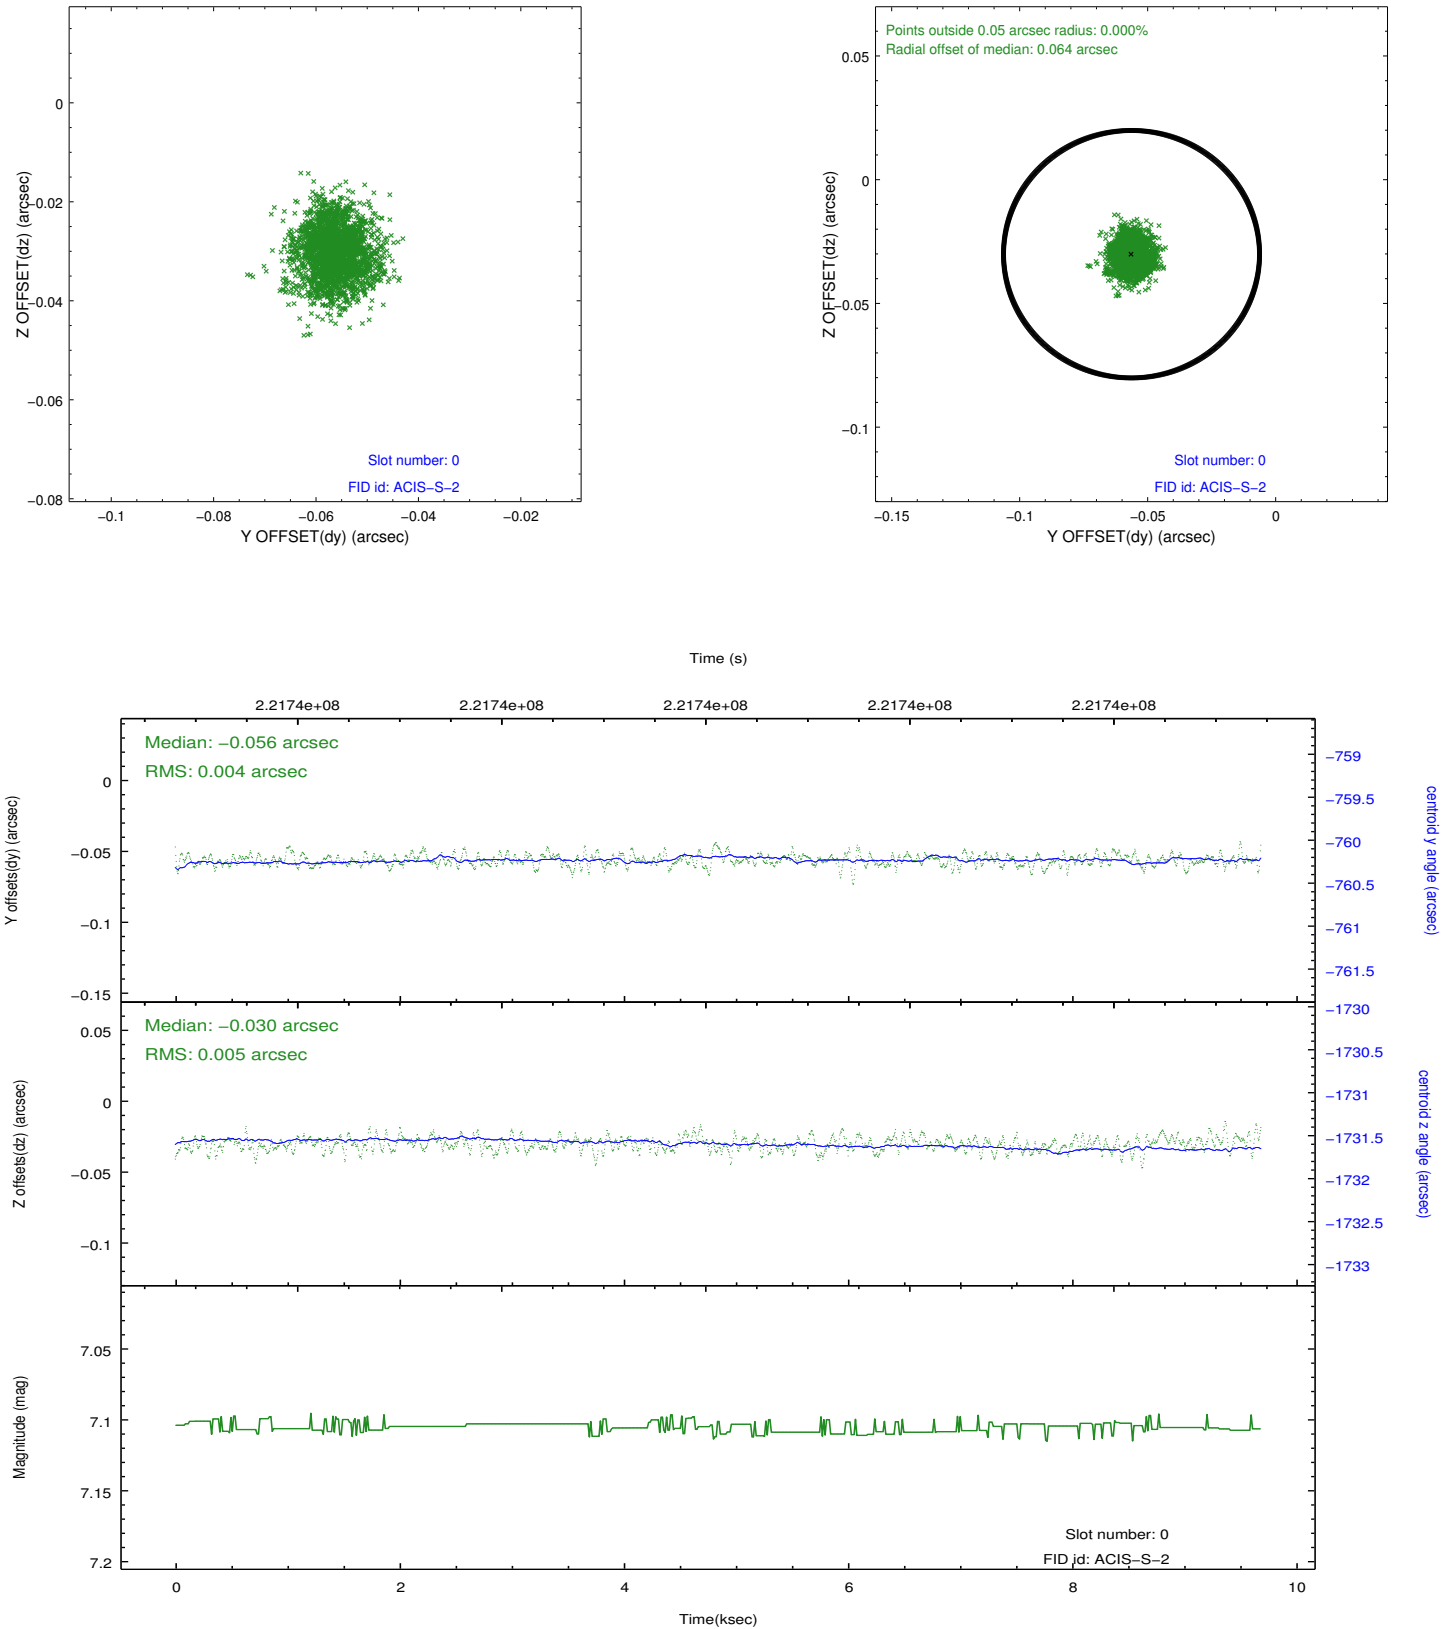 0
−0.02
−0.04
−0.06
−0.08
Z OFFSET(dz) (arcsec)
Slot number: 0
FID id: ACIS−S−2
−0.1
−0.08
−0.06
−0.04
−0.02
Y OFFSET(dy) (arcsec)
Points outside 0.05 arcsec radius: 0.000%
Radial offset of median: 0.064 arcsec
0.05
0
−0.05
−0.1
Z OFFSET(dz) (arcsec)
Slot number: 0
FID id: ACIS−S−2
−0.15
−0.1
−0.05
0
Y OFFSET(dy) (arcsec)
Time (s)
2.2174e+08
2.2174e+08
2.2174e+08
2.2174e+08
2.2174e+08
Median: −0.056 arcsec
RMS: 0.004 arcsec
0
−0.05
−0.1
−0.15
Y offsets(dy) (arcsec)
−759
−759.5
−760
−760.5
−761
−761.5
centroid y angle (arcsec)
Median: −0.030 arcsec
RMS: 0.005 arcsec
0.05
0
−0.05
−0.1
Z offsets(dz) (arcsec)
−1730
−1730.5
−1731
−1731.5
−1732
−1732.5
−1733
centroid z angle (arcsec)
7.05
7.1
7.15
7.2
Magnitude (mag)
Slot number: 0
FID id: ACIS−S−2
0
2
4
6
8
10
Time(ksec)